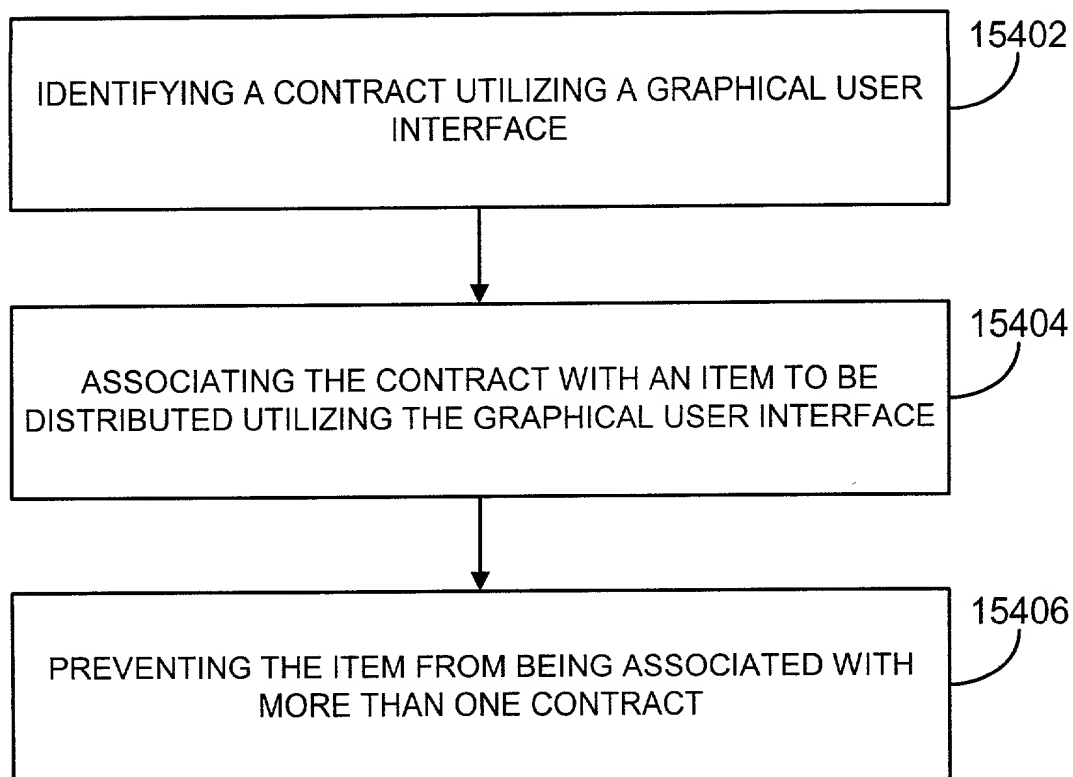 15402
IDENTIFYING A CONTRACT UTILIZING A GRAPHICAL USER
INTERFACE
15404
ASSOCIATING THE CONTRACT WITH AN ITEM TO BE
DISTRIBUTED UTILIZING THE GRAPHICAL USER INTERFACE
15406
PREVENTING THE ITEM FROM BEING ASSOCIATED WITH
MORE THAN ONE CONTRACT